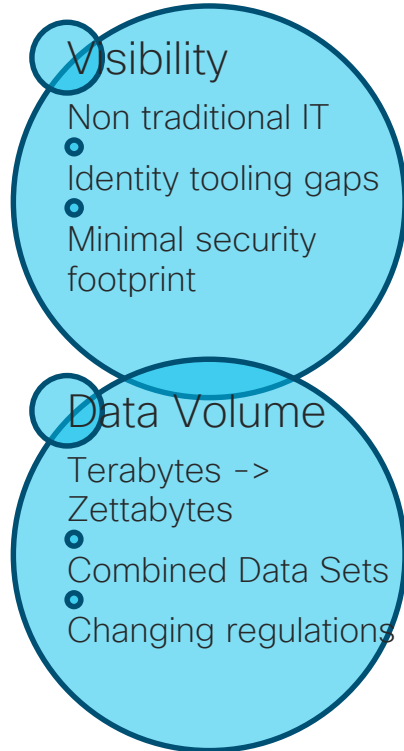 Visibility
Non traditional IT
Identity tooling gaps
Minimal security
footprint
Data Volume
Terabytes ->
Zettabytes
Combined Data Sets
Changing regulations